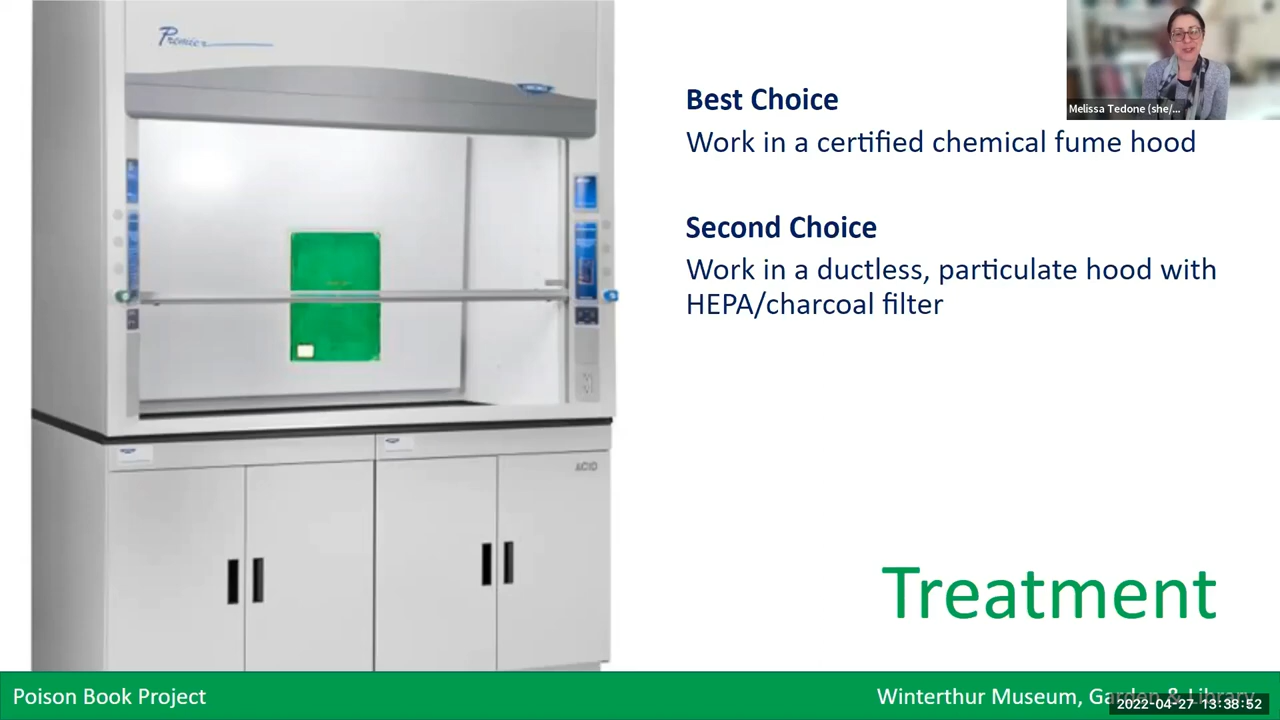 Premier
Best Choice
Work in a certified chemical fume hood
Second Choice
Work in a ductless, particulate hood with
HEPA/charcoal filter
Melissa Tedone (she/...
ACID
Treatment
Poison Book Project
Winterthur Museum, Garden & Library
2022-04-27 13:38:52